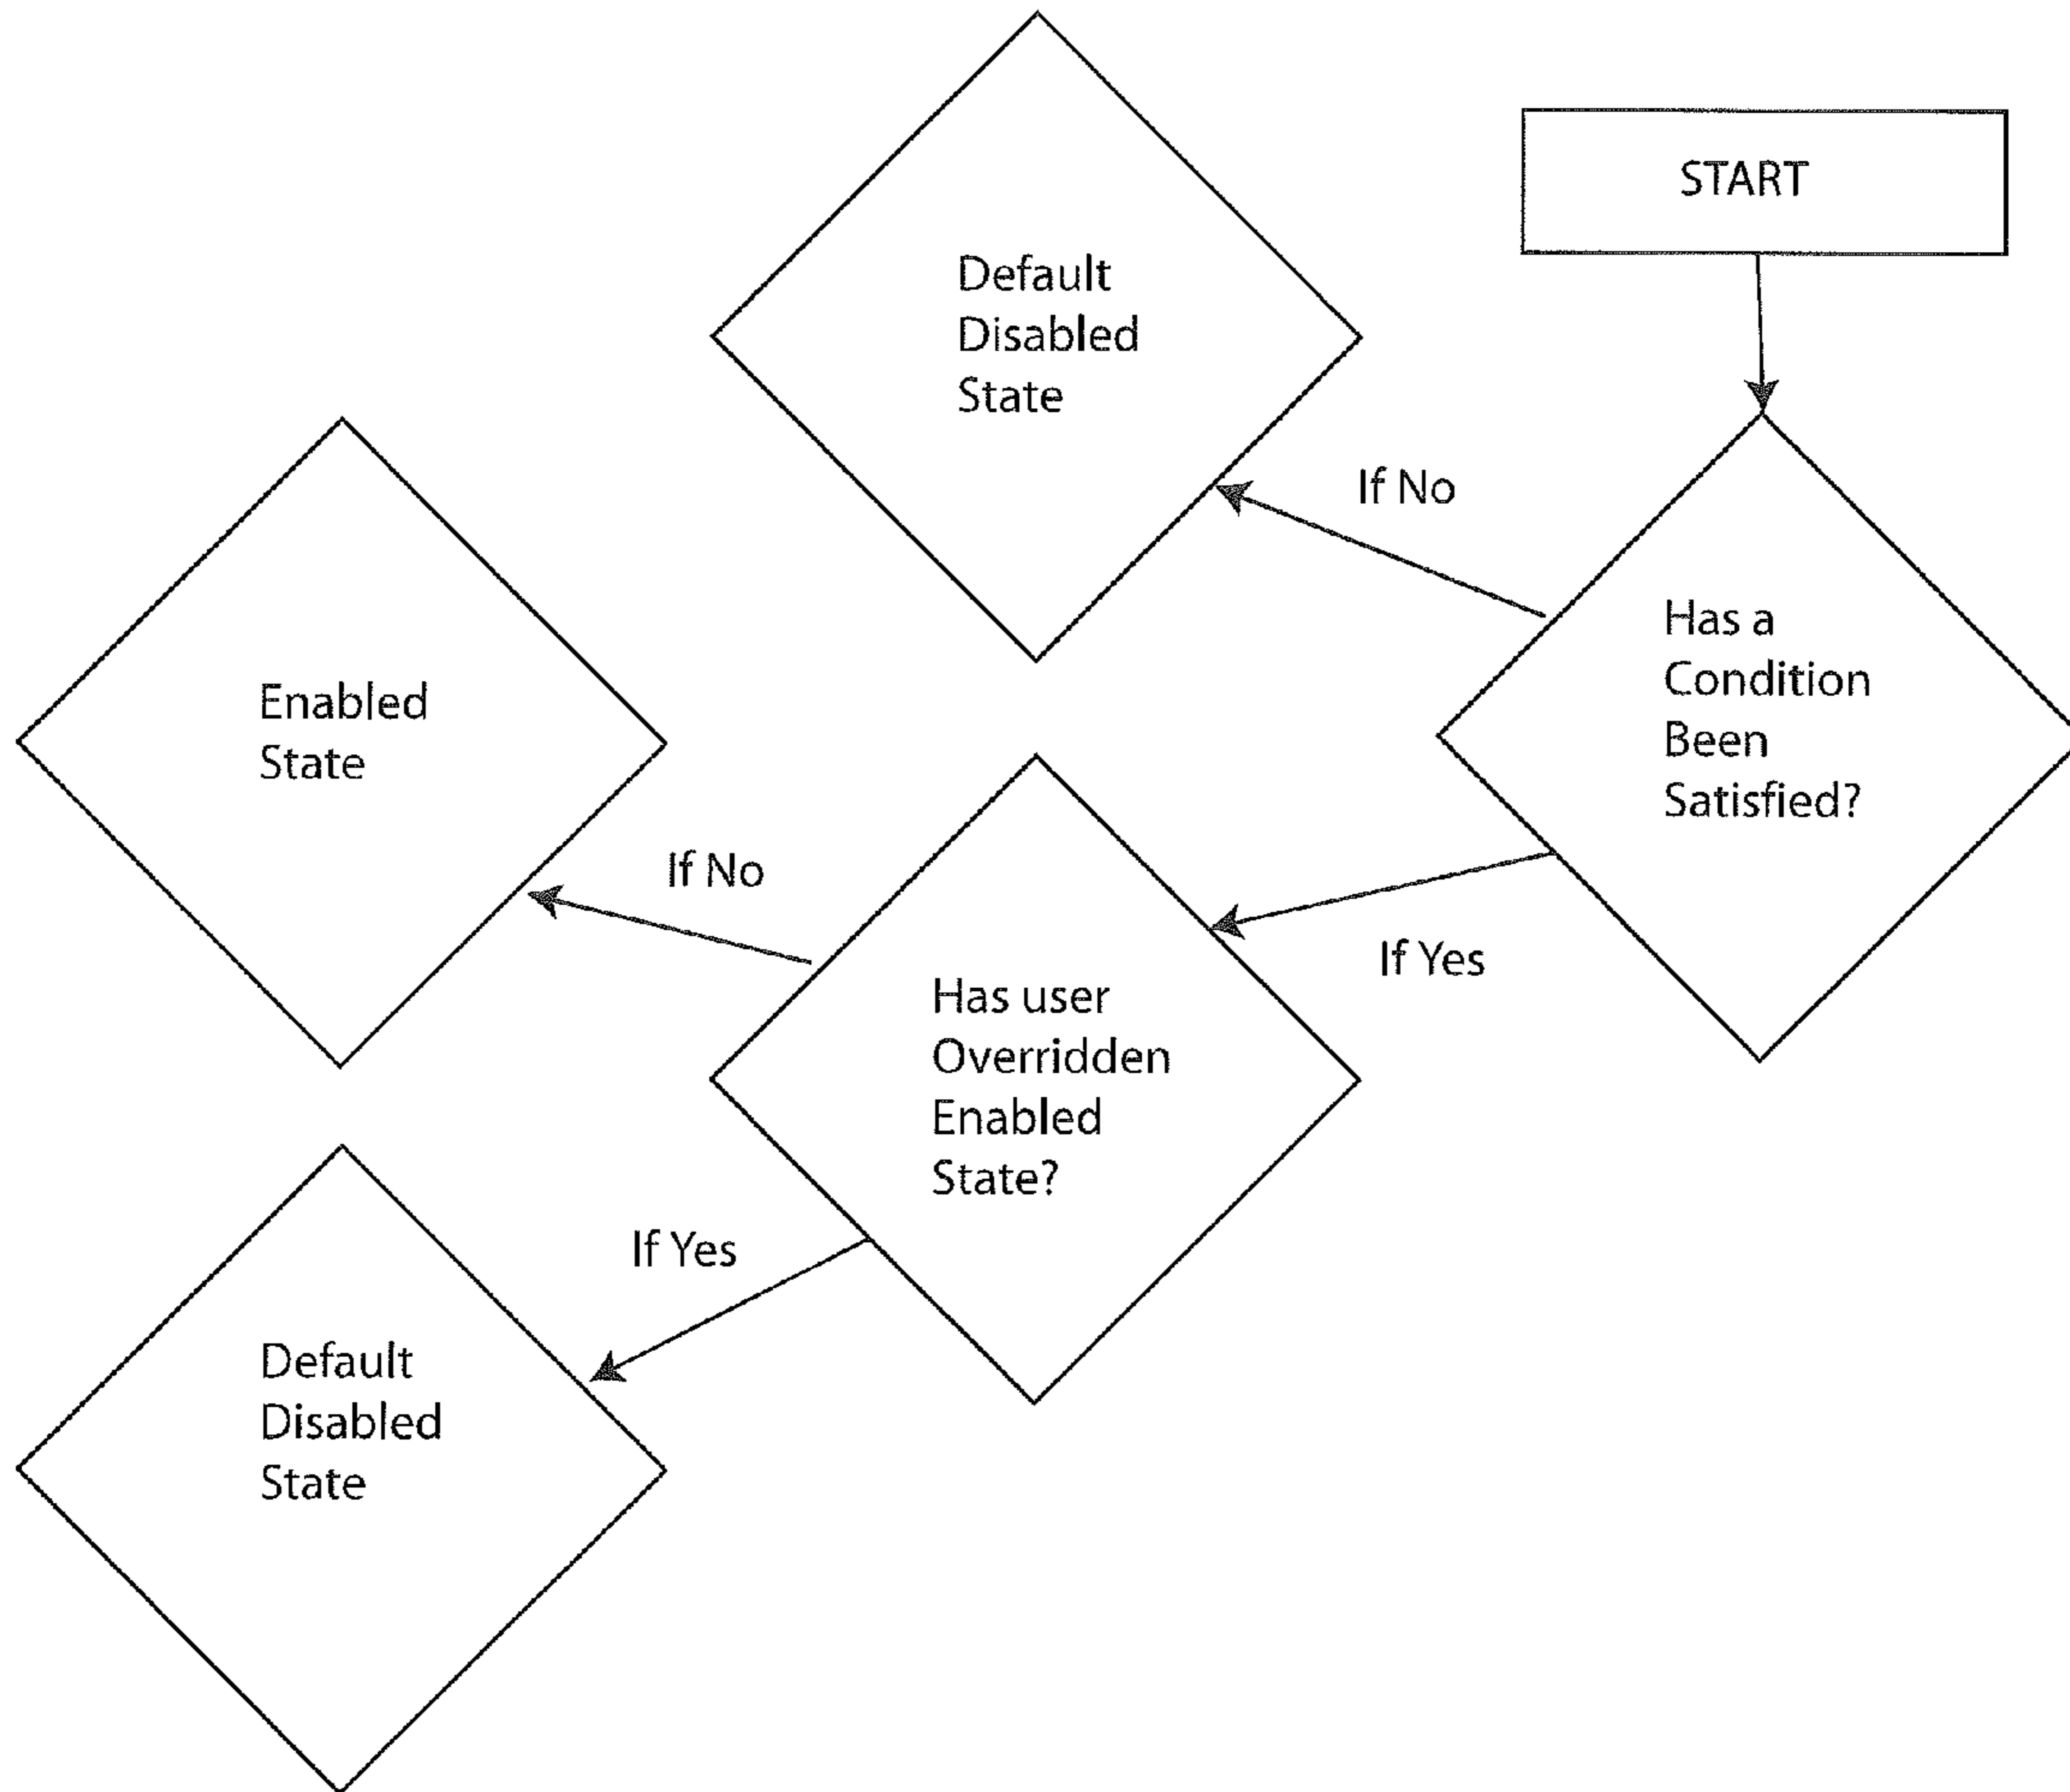 START
Default
Disabled
State
If No
Has a
Condition
Been
Satisfied?
If Yes
Enabled
State
If No
Has user
Overridden
Enabled
State?
If Yes
Default
Disabled
State